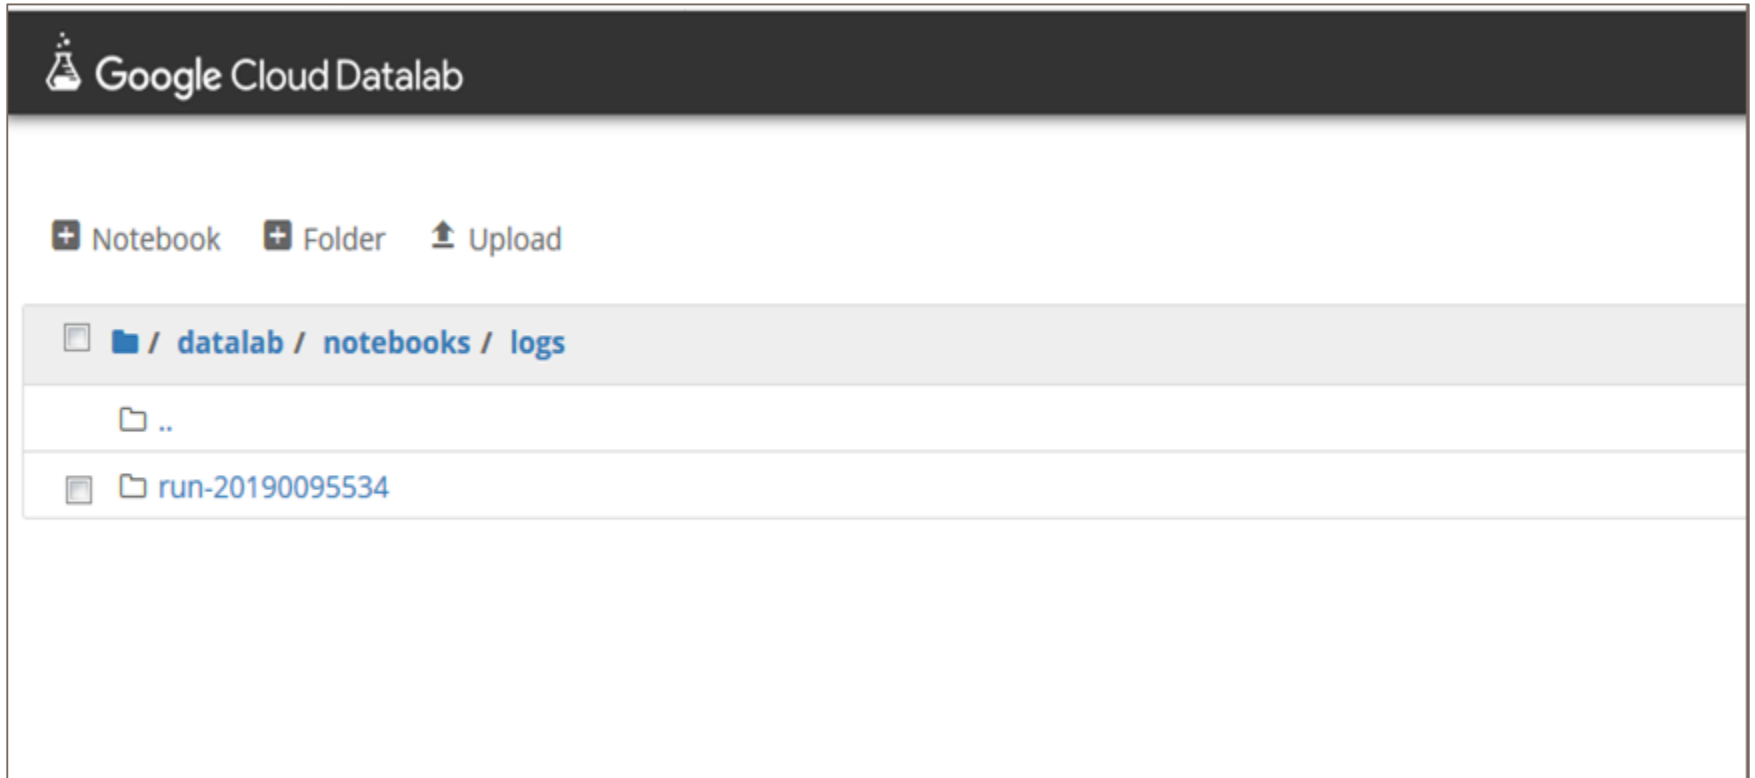 Google Cloud Datalab
Notebook Folder Upload
/ datalab / notebooks / logs
..
run-20190095534